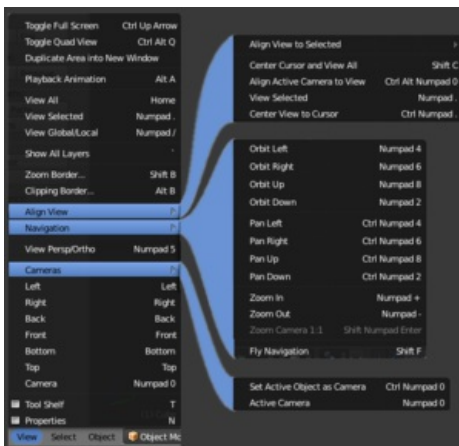 Toggle Full Screen Ctrl Up Arrow
Toggle Quad View Ctrl Alt Q
Duplicate Area into New Window
Playback Animation Alt A
View All Home
View Selected Numpad .
View Global/Local Numpad /
Show All Layers `
Zoom Border... Shift B
Clipping Border... Alt B
Align View
Navigation
View Persp/Ortho Numpad 5
Cameras
Left Left
Right Right
Back Back
Front Front
Bottom Bottom
Top Top
Camera Numpad 0
Tool Shelf T
Properties N
View Select Object Object Mo
Align View to Selected
Center Cursor and View All Shift C
Align Active Camera to View Ctrl Alt Numpad 0
View Selected Numpad .
Center View to Cursor Ctrl Numpad .
Orbit Left Numpad 4
Orbit Right Numpad 6
Orbit Up Numpad 8
Orbit Down Numpad 2
Pan Left Ctrl Numpad 4
Pan Right Ctrl Numpad 6
Pan Up Ctrl Numpad 8
Pan Down Ctrl Numpad 2
Zoom In Numpad +
Zoom Out Numpad -
Zoom Camera 1:1 Shift Numpad Enter
Fly Navigation Shift F
Set Active Object as Camera Ctrl Numpad 0
Active Camera Numpad 0